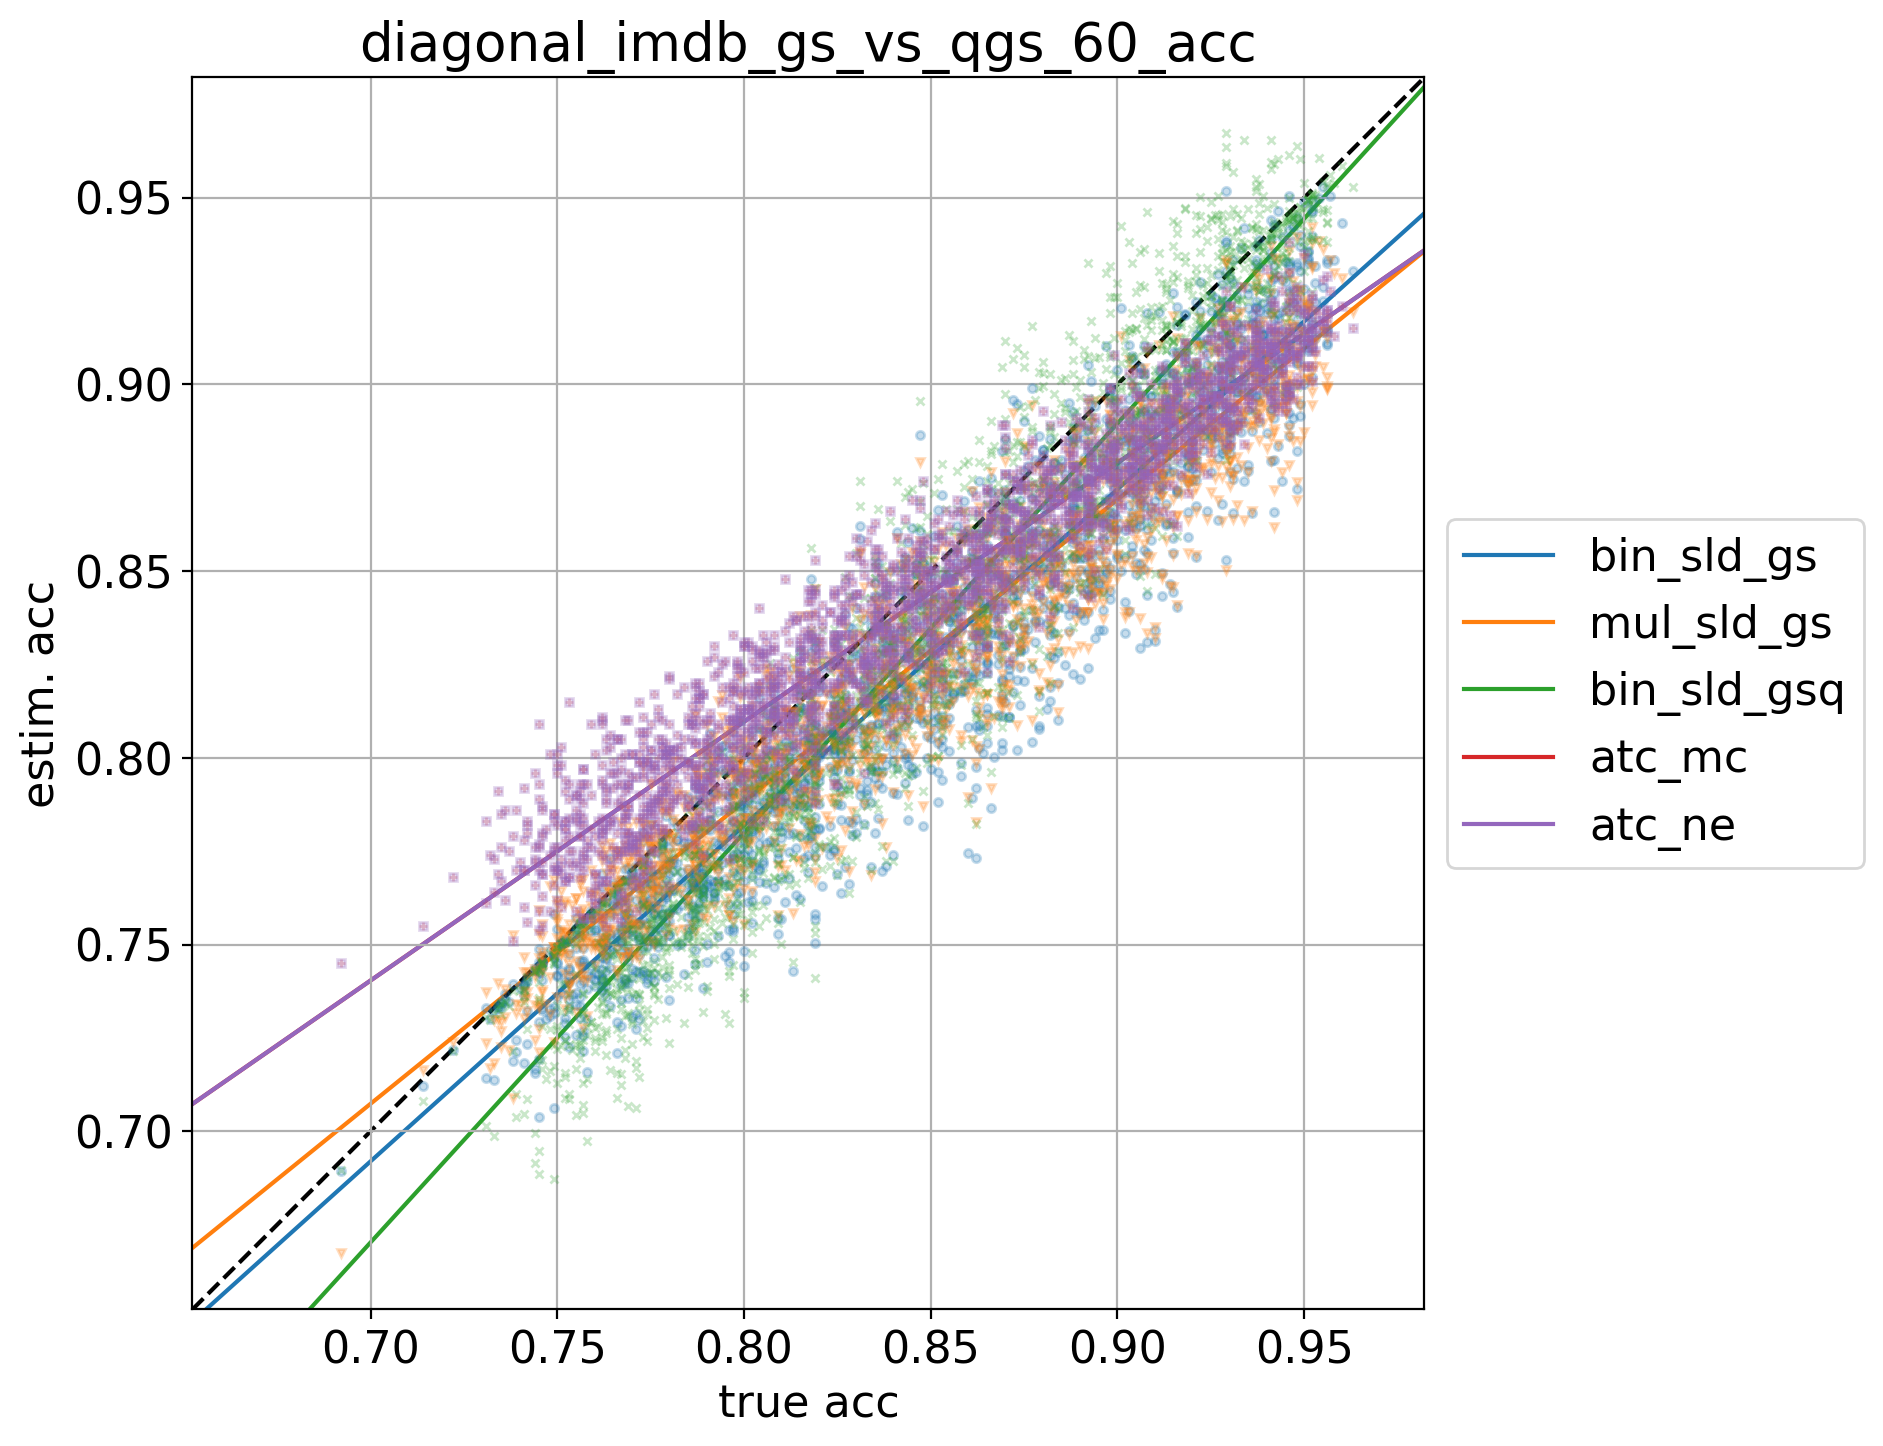 diagonal_imdb_gs_vs_qgs_60_acc
estim. acc
0.95
0.90
0.85
0.80
0.75
0.70
0.70 0.75 0.80 0.85 0.90 0.95
true acc
bin_sld_gs
mul_sld_gs
bin_sld_gsq
atc_mc
atc_ne